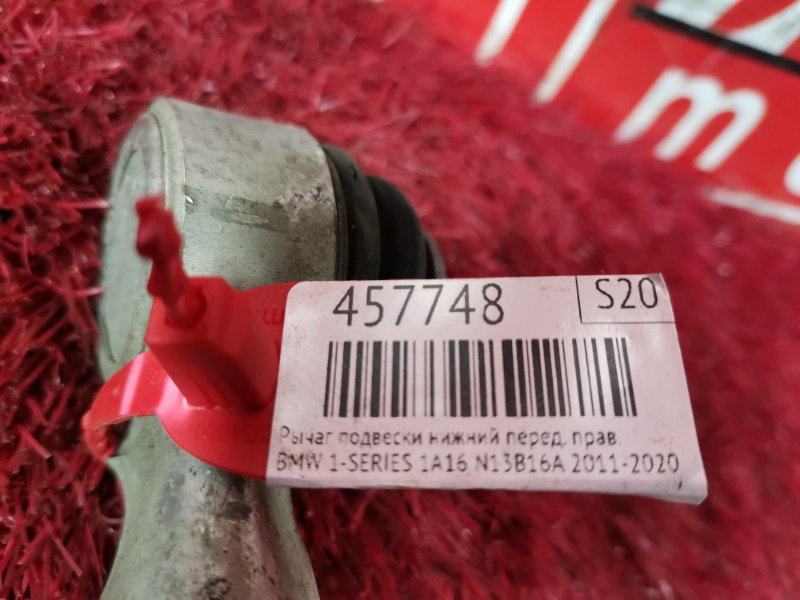 457748
S20
Рычаг подвески нижний перед. прав.
BMW 1-SERIES 1A16 N13B16A 2011-2020